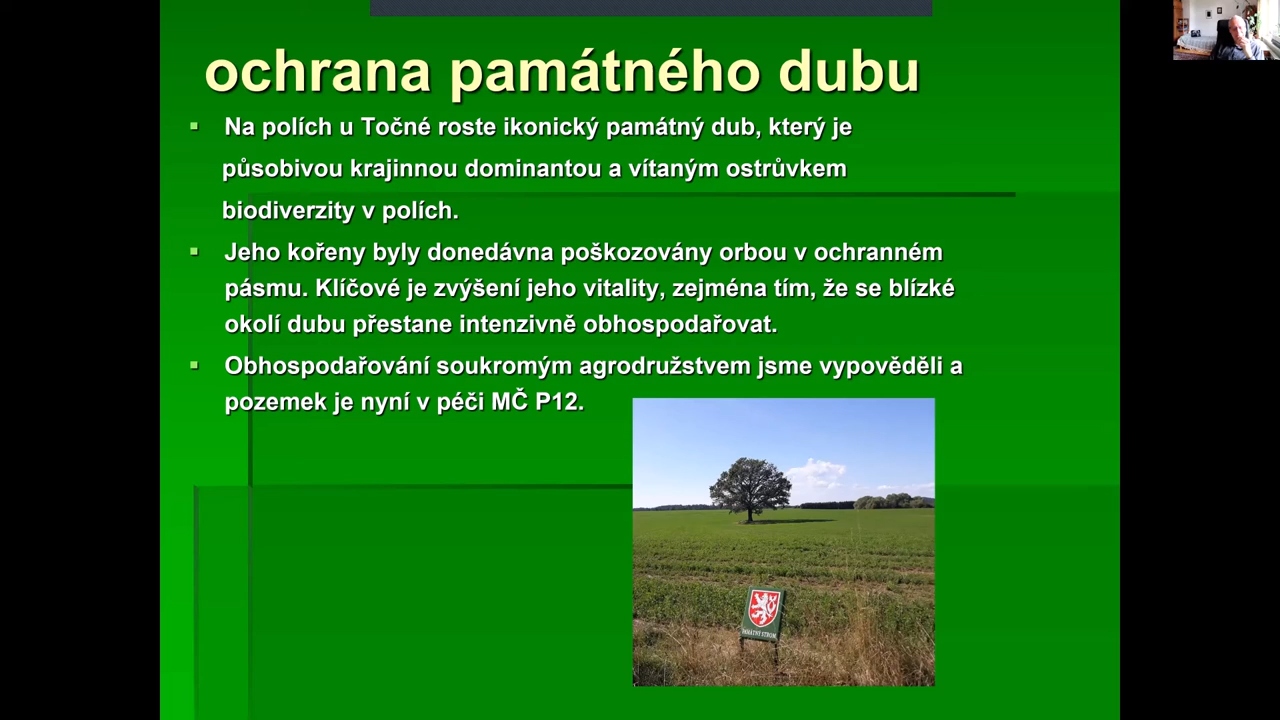 ochrana památného dubu
Na polích u Točné roste ikonický památný dub, který je
působivou krajinnou dominantou a vítaným ostrůvkem
biodiverzity v polích.
Jeho kořeny byly donedávna poškozovány orbou v ochranném
pásmu. Klíčové je zvýšení jeho vitality, zejména tím, že se blízké
okolí dubu přestane intenzivně obhospodařovat.
Obhospodařování soukromým agrodružstvem jsme vypověděli a
pozemek je nyní v péči MČ P12.
PAMÁTNÝ STROM